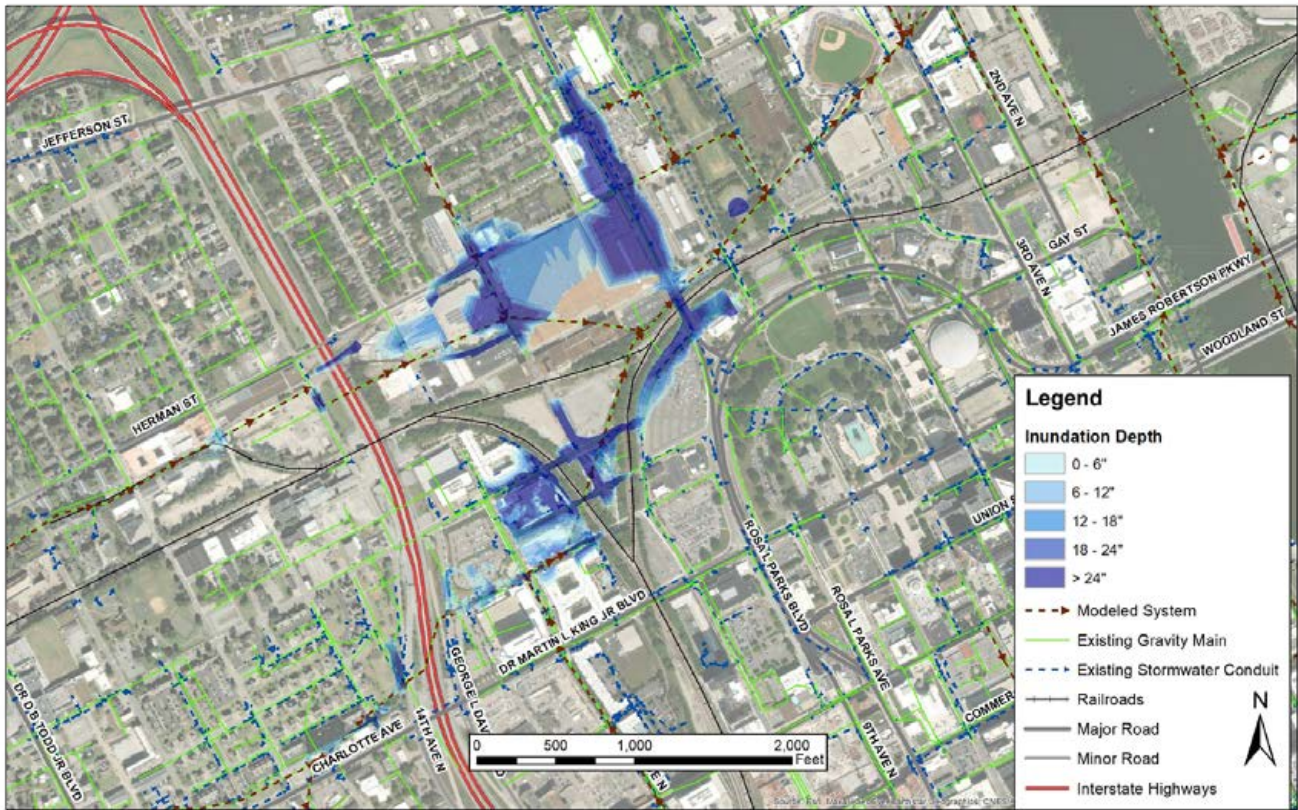 JEFFERSON ST.
2ND AVE N
3RD AVE N
GAY ST
JAMES ROBERTSON PKWY
WOODLAND ST
HERMAN ST
UNION S
ROSA L PARKS BLVD
ROSA L PARKS AVE
DR MARTIN L KING JR BLVD
GEORGE L DAV
14TH AVE N
CHARLOTTE AVE
DR D B TODD JR BLVD
9TH AVE N
COMMER
Legend
Inundation Depth
0 - 6"
6 - 12"
12 - 18"
18 - 24"
> 24"
Modeled System
Existing Gravity Main
Existing Stormwater Conduit
Railroads
Major Road
Minor Road
Interstate Highways
N
0 500 1,000 2,000
Feet